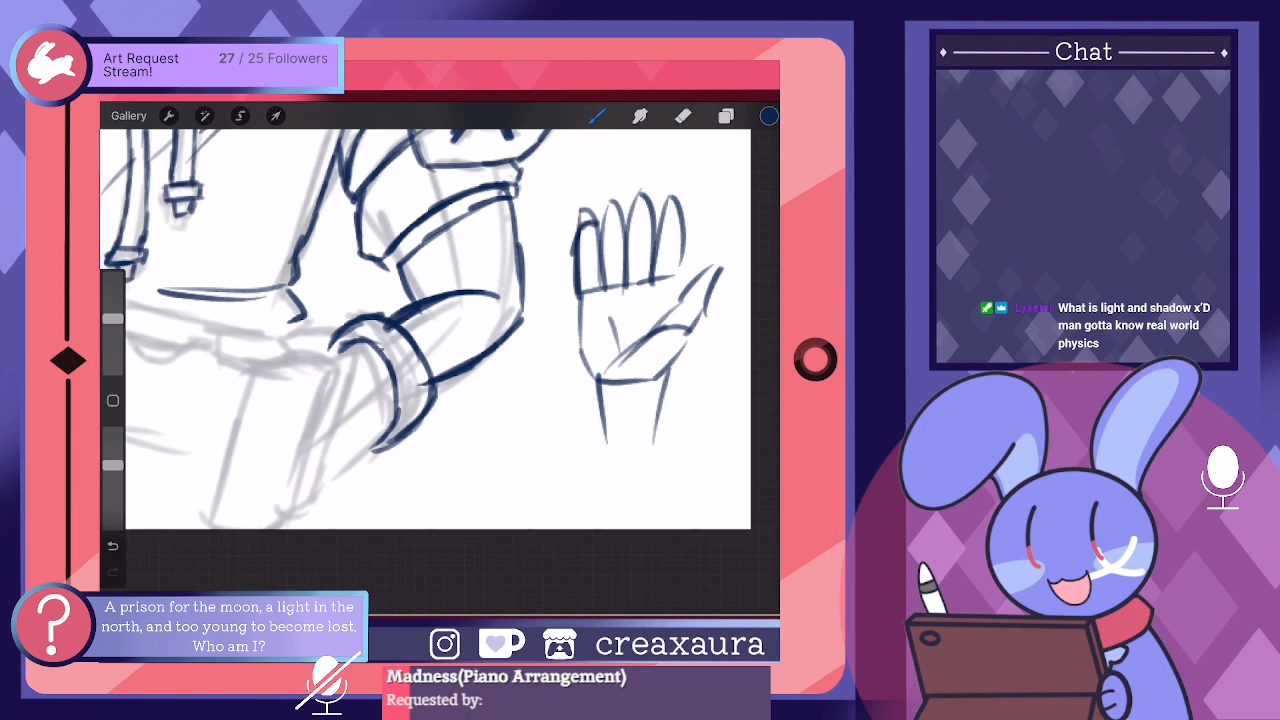 Art Request
Stream!
27 / 25 Followers
Gallery
Chat
Lyxen: What is light and shadow x'D
man gotta know real world
physics
A prison for the moon, a light in the
north, and too young to become lost.
Who am I?
creaxaura
Madness(Piano Arrangement)
Requested by: